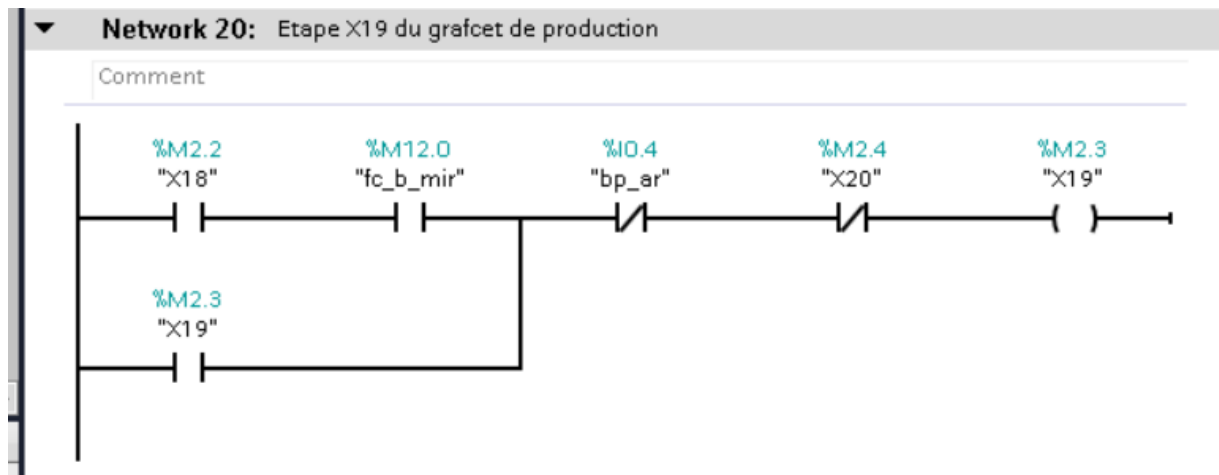 Network 20: Etape X19 du grafcet de production
Comment
%M2.2 %M12.0 %I0.4 %M2.4 %M2.3
"X18" "fc_b_mir" "bp_ar" "X20" "X19"
%M2.3
"X19"